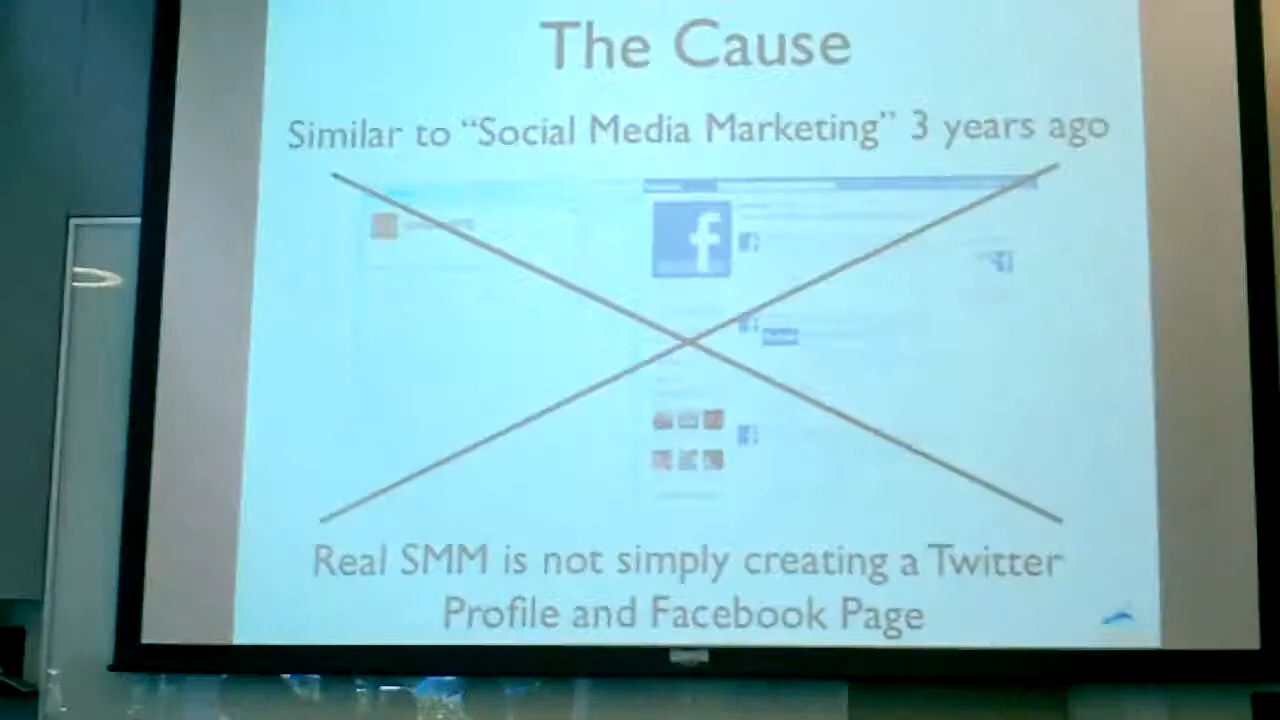 The Cause
Similar to “Social Media Marketing” 3 years ago
f
Real SMM is not simply creating a Twitter
Profile and Facebook Page